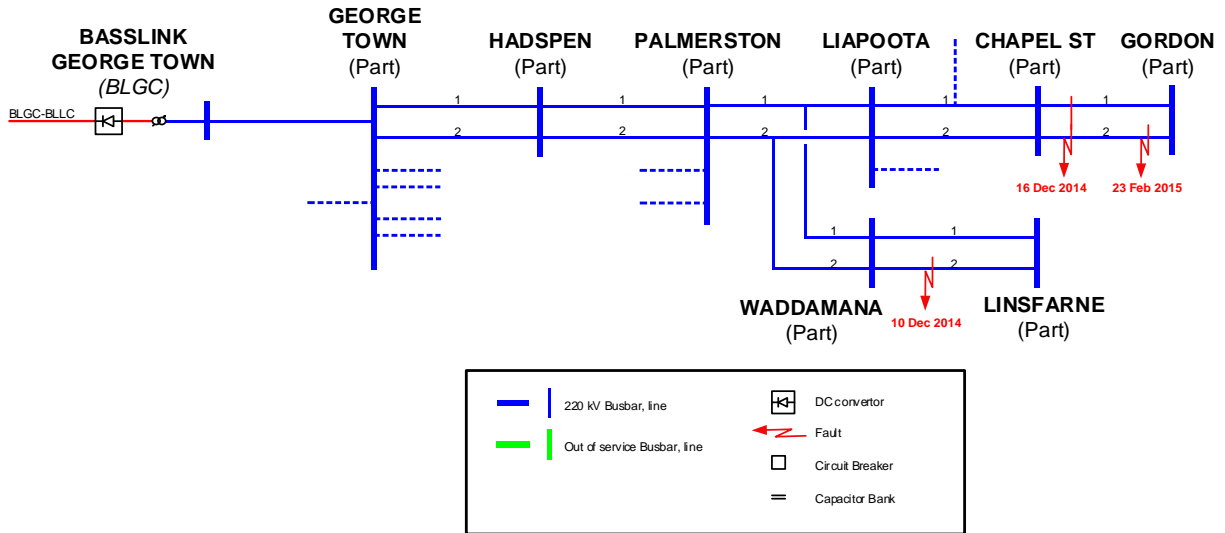 BASSLINK
GEORGE TOWN
(BLGC)
GEORGE
TOWN
(Part)
HADSPEN
(Part)
PALMERSTON
(Part)
LIAPOOTA
(Part)
CHAPEL ST
(Part)
GORDON
(Part)
BLGC-BLLC
1
1
1
1
1
2
2
2
2
2
16 Dec 2014
23 Feb 2015
1
1
2
2
WADDAMANA
(Part)
10 Dec 2014
LINSFARNE
(Part)
220 kV Busbar, line
Out of service Busbar, line
DC convertor
Fault
Circuit Breaker
Capacitor Bank